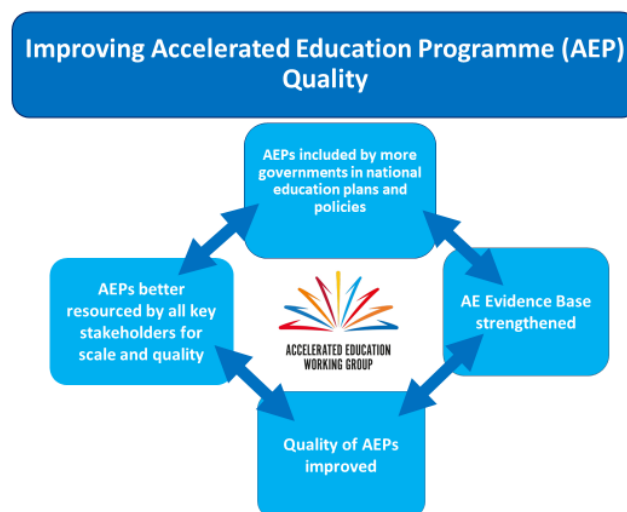 Improving Accelerated Education Programme (AEP)
Quality
AEPs included by more
governments in national
education plans and
policies
AEPs better
resourced by all key
stakeholders for
scale and quality
AE Evidence Base
strengthened
ACCELERATED EDUCATION
WORKING GROUP
Quality of AEPs
improved